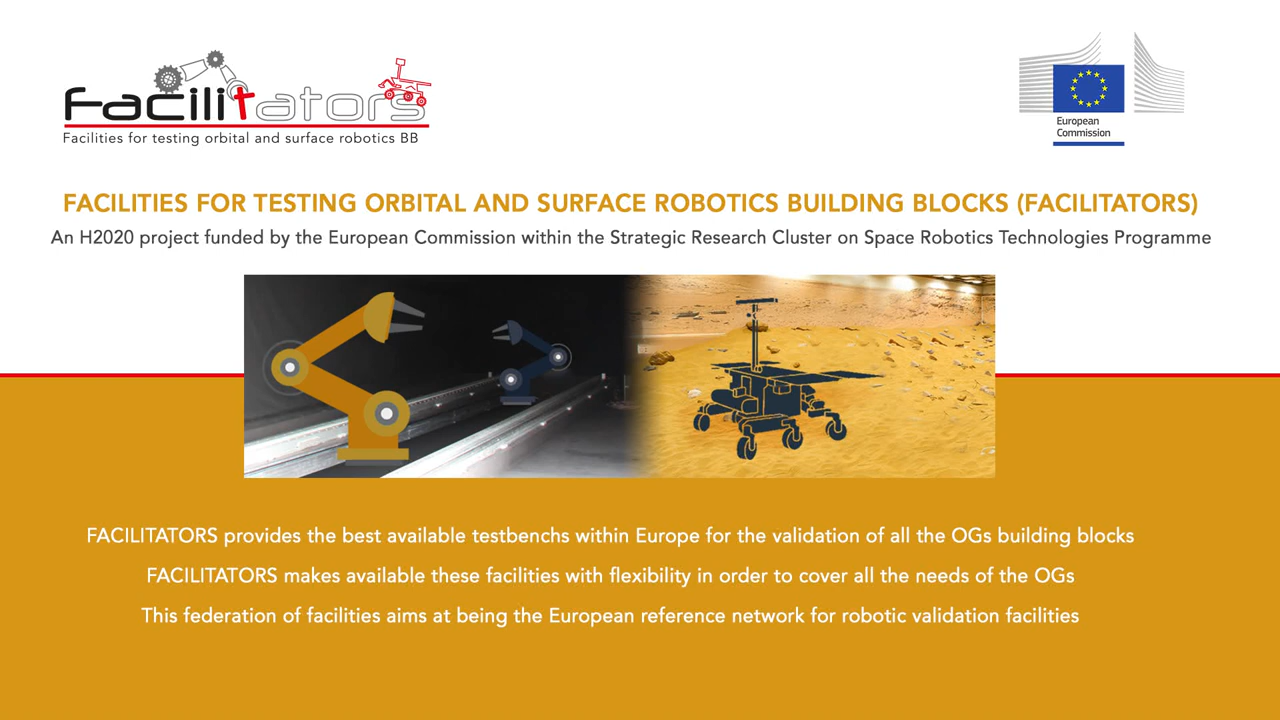 Facilitators
Facilities for testing orbital and surface robotics BB
European
Commission
FACILITIES FOR TESTING ORBITAL AND SURFACE ROBOTICS BUILDING BLOCKS (FACILITATORS)
An H2020 project funded by the European Commission within the Strategic Research Cluster on Space Robotics Technologies Programme
FACILITATORS provides the best available testbenchs within Europe for the validation of all the OGs building blocks
FACILITATORS makes available these facilities with flexibility in order to cover all the needs of the OGs
This federation of facilities aims at being the European reference network for robotic validation facilities